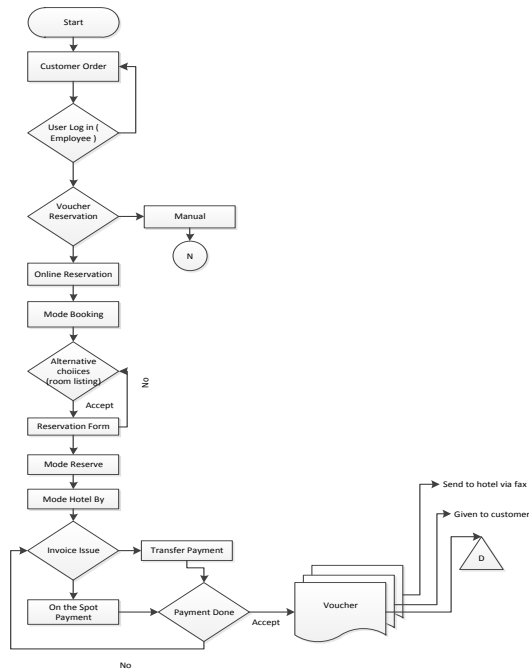 Start
Customer Order
User Log in (
Employee )
Voucher
Reservation
Manual
N
Online Reservation
Mode Booking
Alternative
choiices
(room listing)
No
Accept
Reservation Form
Mode Reserve
Mode Hotel By
Send to hotel via fax
Given to customer
Invoice Issue
Transfer Payment
D
On the Spot
Payment
Payment Done
Accept
Voucher
No